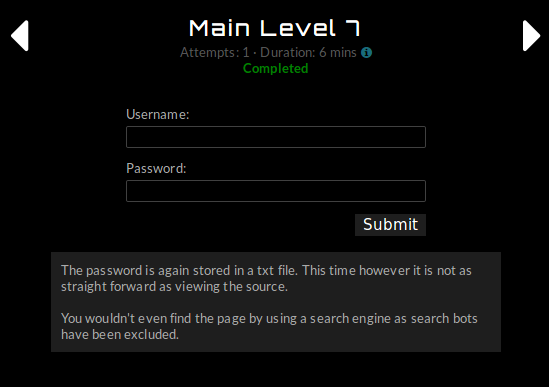 Main Level 7
Attempts: 1 · Duration: 6 mins
Completed
Username:
Password:
Submit
The password is again stored in a txt file. This time however it is not as
straight forward as viewing the source.
You wouldn't even find the page by using a search engine as search bots
have been excluded.